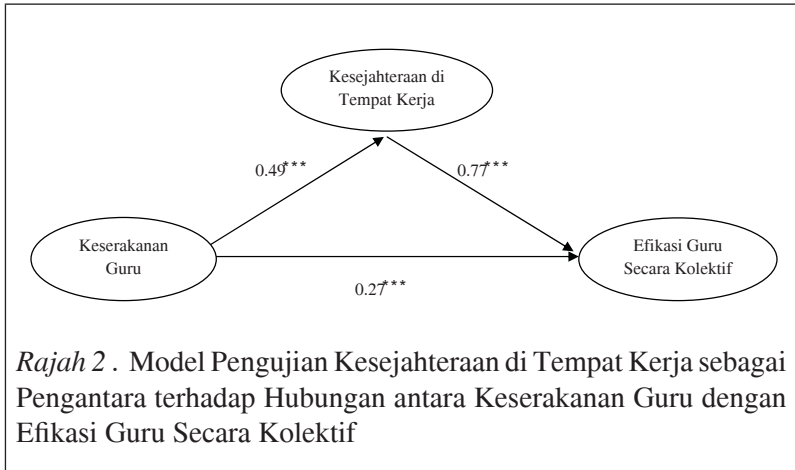 Kesejahteraan di
Tempat Kerja
0.49***
0.77***
Keserakanan
Guru
Efikasi Guru
Secara Kolektif
0.27***
Rajah 2 . Model Pengujian Kesejahteraan di Tempat Kerja sebagai
Pengantara terhadap Hubungan antara Keserakanan Guru dengan
Efikasi Guru Secara Kolektif